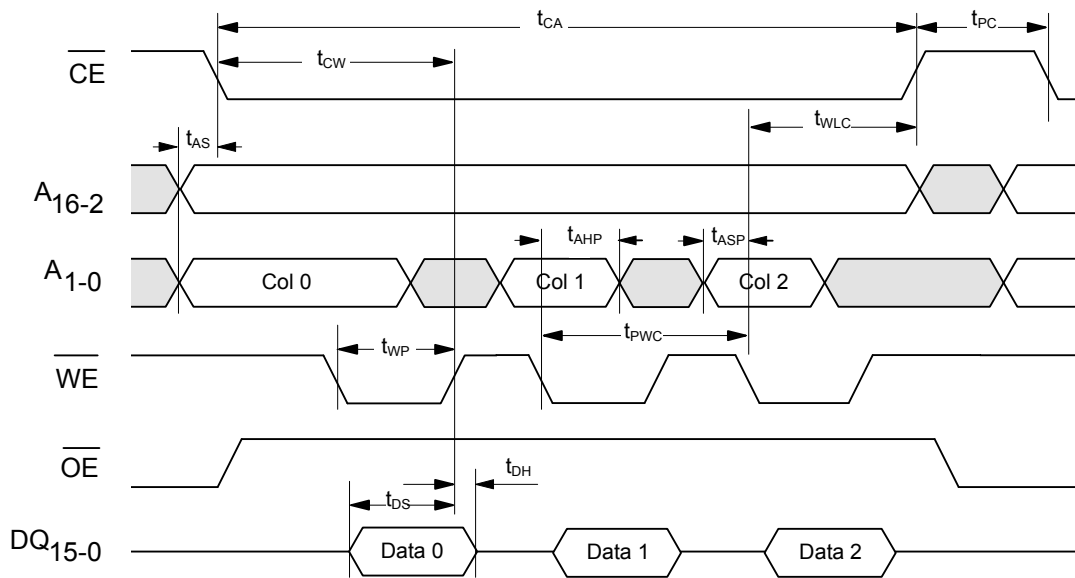 tCA
tPC
CE
tCW
tAS
tWLC
A16-2
tAHP
tASP
A1-0
Col 0
Col 1
Col 2
tWP
tPWC
WE
OE
tDH
tDS
DQ15-0
Data 0
Data 1
Data 2